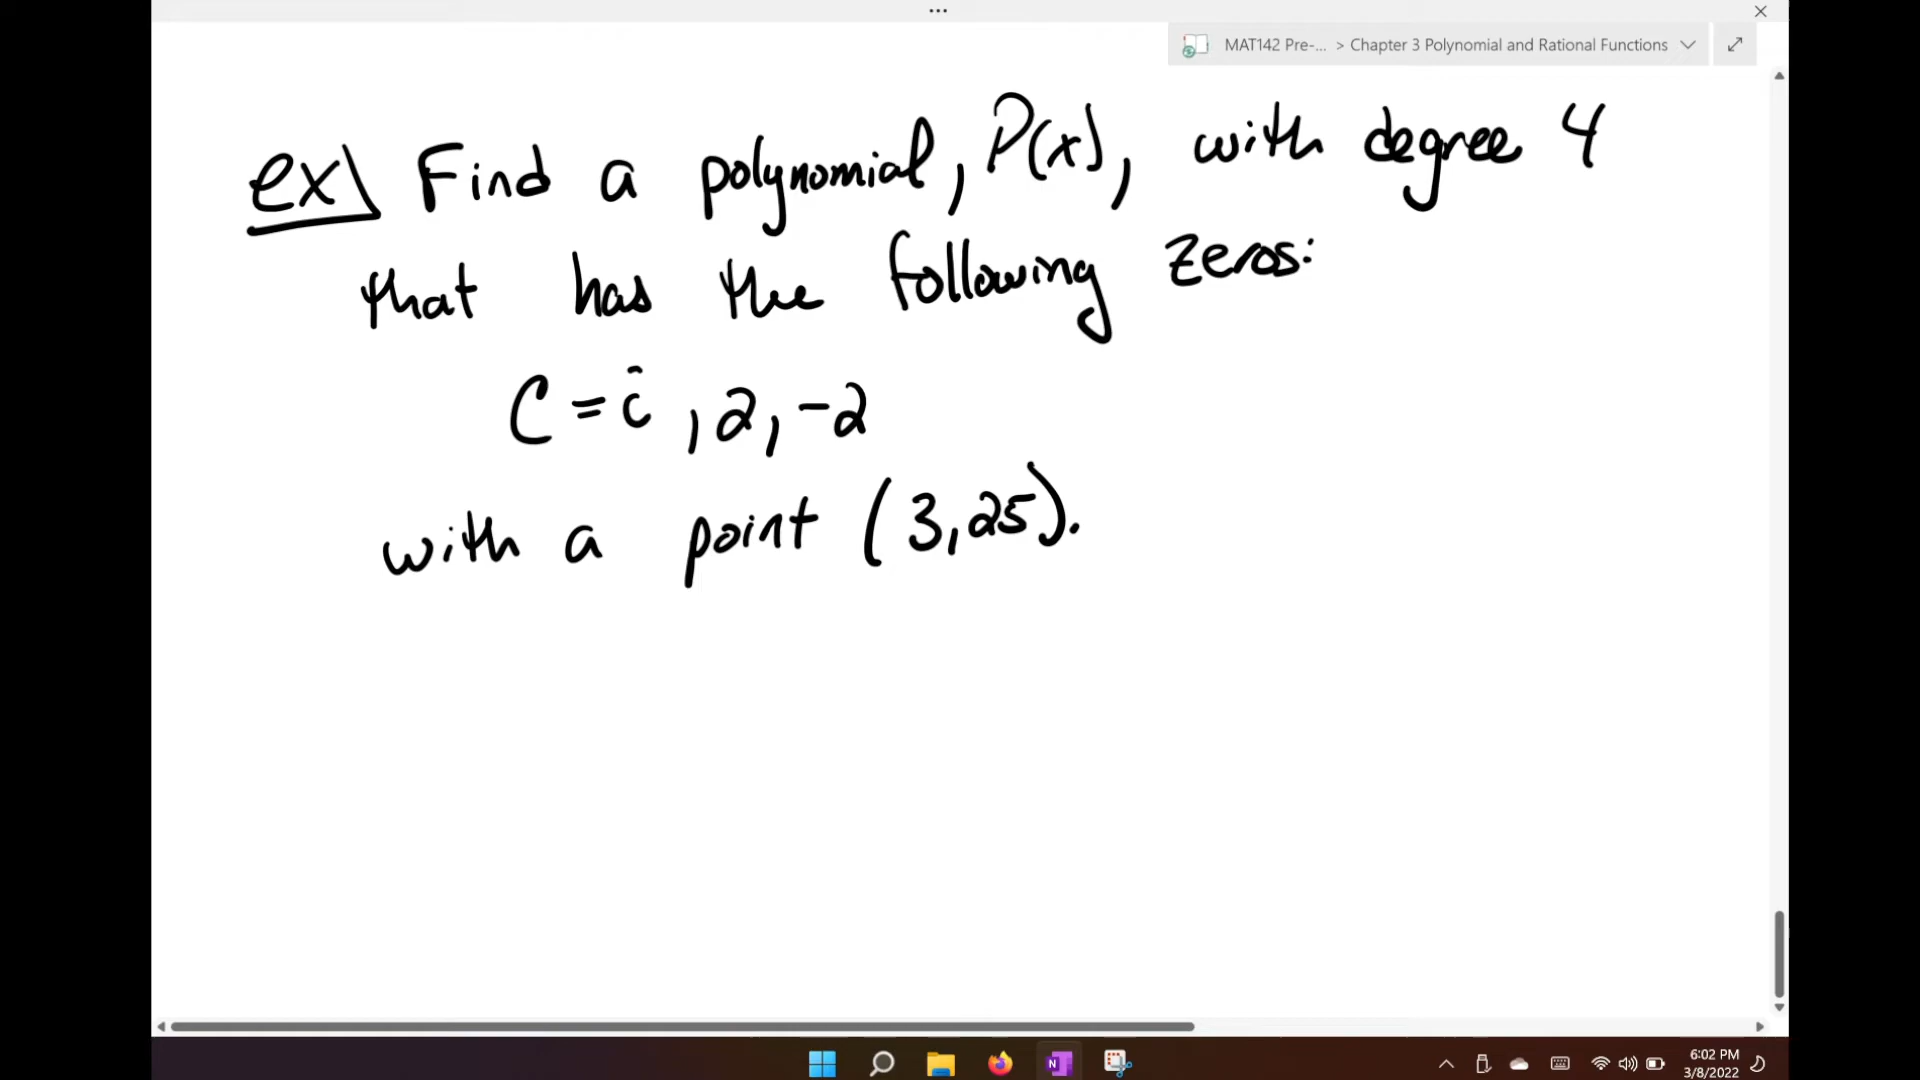 MAT142 Pre-... > Chapter 3 Polynomial and Rational Functions
ex) Find a polynomial, P(x), with degree 4
that has the following zeros:
C = i, 2, -2
with a point (3, 25).
6:02 PM
3/8/2022